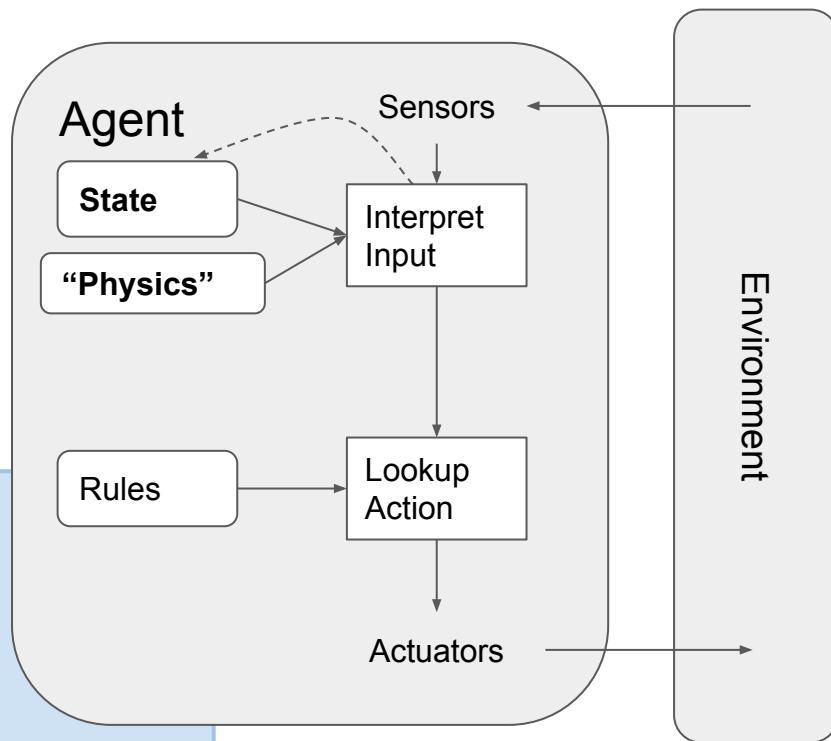 Agent
Sensors
State
Interpret
Input
“Physics”
Environment
Rules
Lookup
Action
Actuators